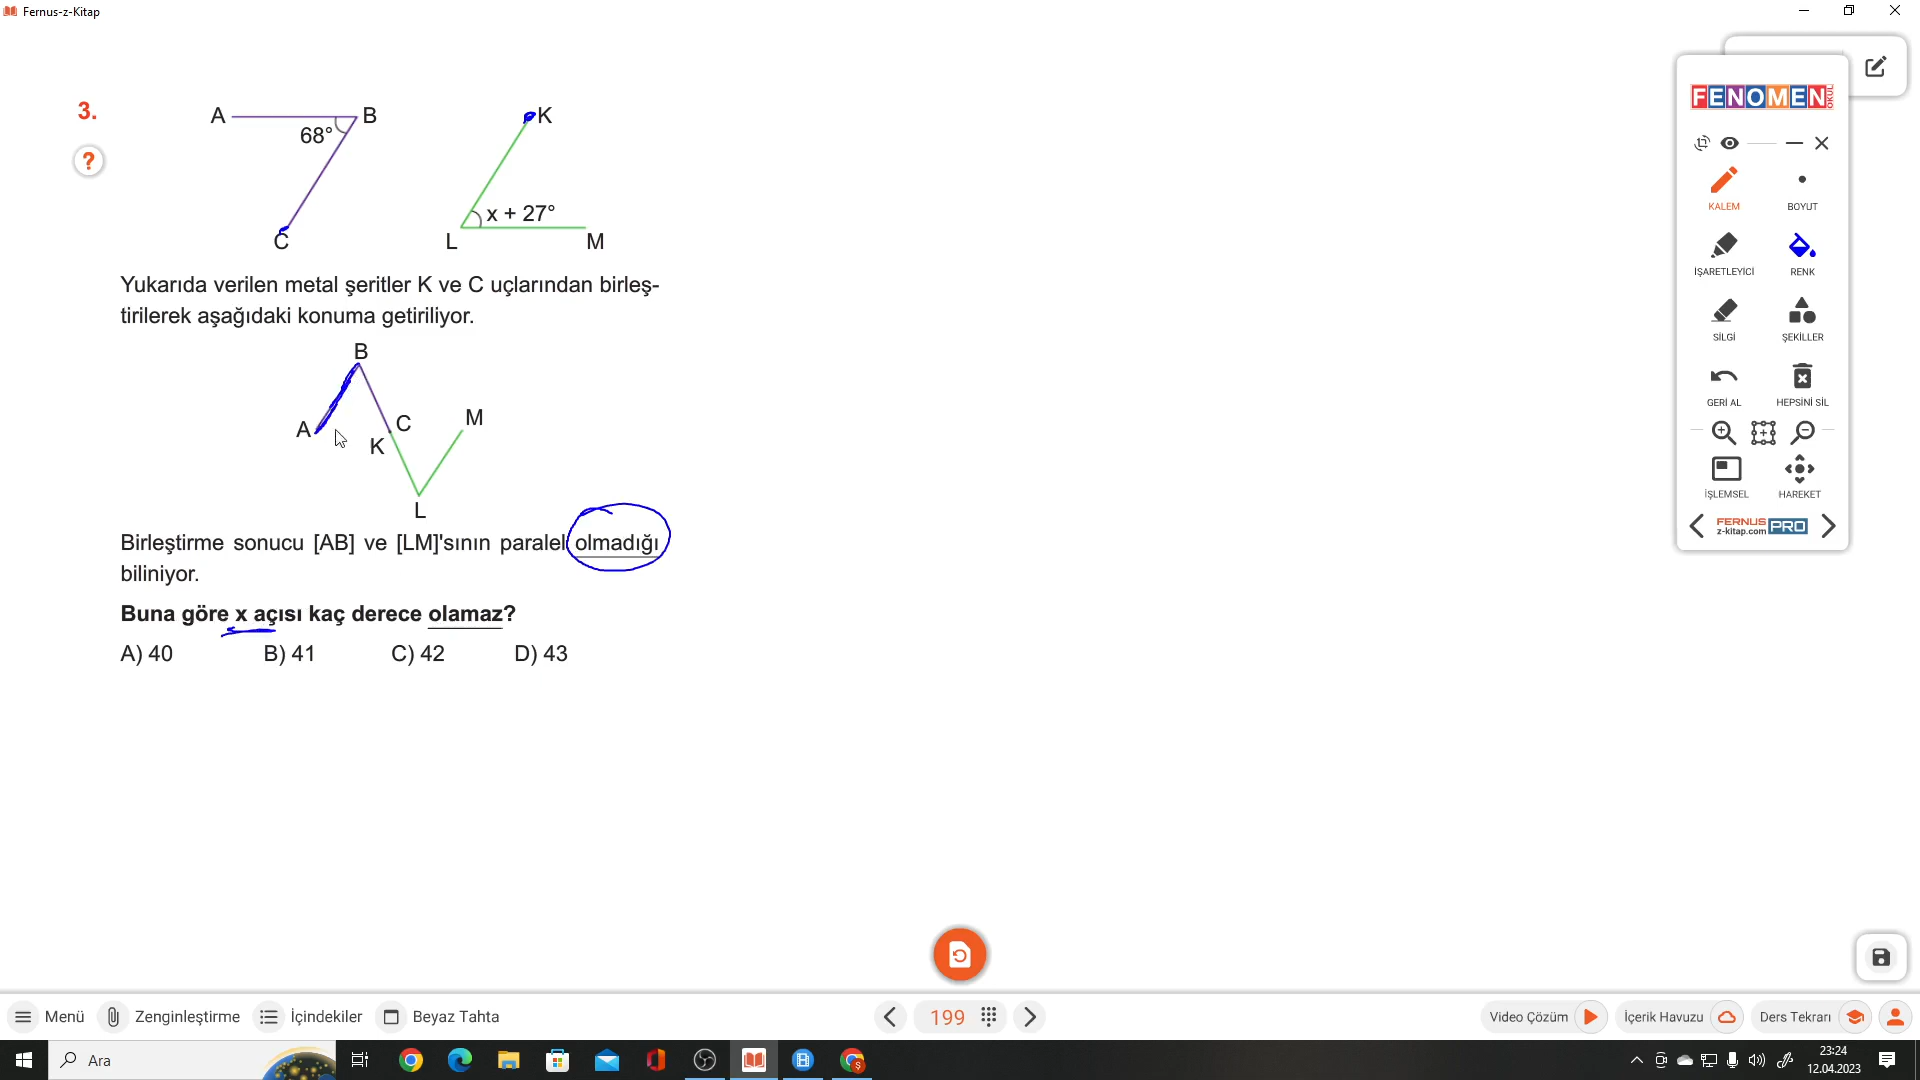 Fernus-z-Kitap
3.
?
A
B
68°
C
K
x + 27°
L
M
Yukarıda verilen metal şeritler K ve C uçlarından birleş-
tirilerek aşağıdaki konuma getiriliyor.
B
A
C
M
K
L
Birleştirme sonucu [AB] ve [LM]'sının paralel olmadığı
biliniyor.
Buna göre x açısı kaç derece olamaz?
A) 40 B) 41 C) 42 D) 43
FENOMEN OKUL
KALEM
BOYUT
İŞARETLEYİCİ
RENK
SİLGİ
ŞEKİLLER
GERİ AL
HEPSİNİ SİL
İŞLEMSEL
HAREKET
FERNUS
z-kitap.com
PRO
Menü
Zenginleştirme
İçindekiler
Beyaz Tahta
199
Video Çözüm
İçerik Havuzu
Ders Tekrarı
Ara
23:24
12.04.2023